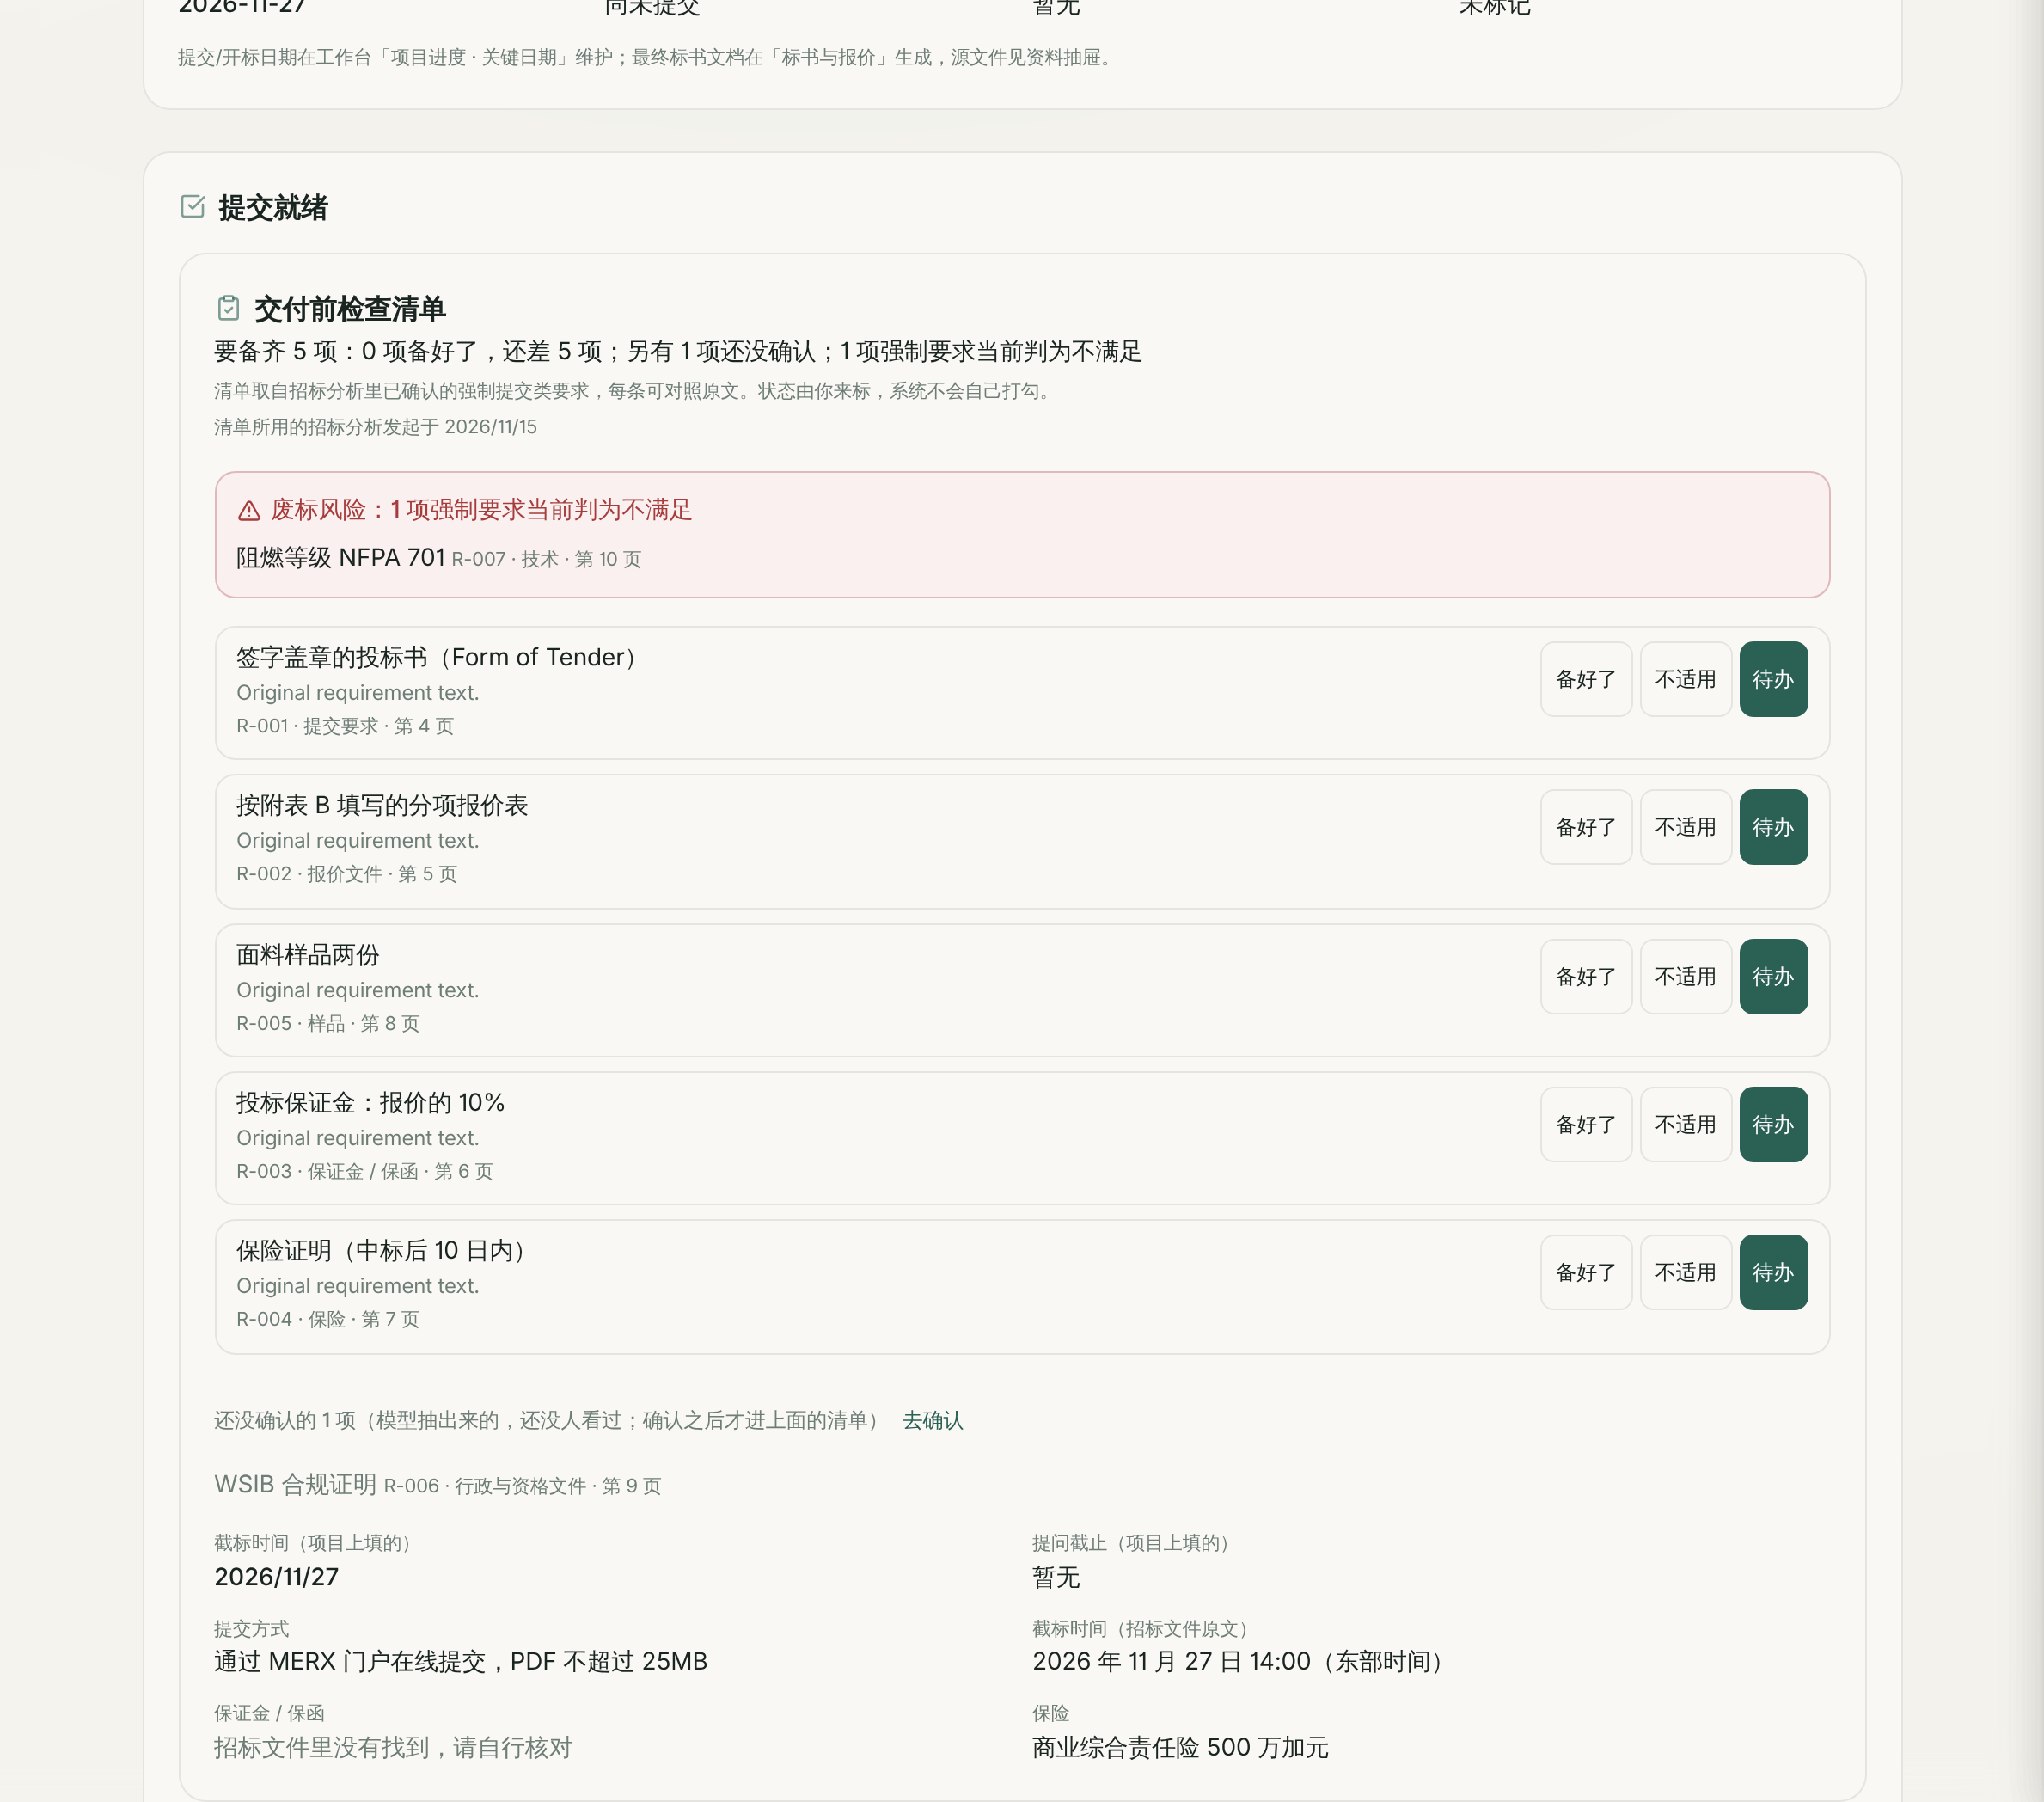 2026-11-27 尚未提交 暂无 未标记
提交/开标日期在工作台「项目进度 · 关键日期」维护；最终标书文档在「标书与报价」生成，源文件见资料抽屉。
提交就绪
交付前检查清单
要备齐 5 项：0 项备好了，还差 5 项；另有 1 项还没确认；1 项强制要求当前判为不满足
清单取自招标分析里已确认的强制提交类要求，每条可对照原文。状态由你来标，系统不会自己打勾。
清单所用的招标分析发起于 2026/11/15
废标风险：1 项强制要求当前判为不满足
阻燃等级 NFPA 701 R-007 · 技术 · 第 10 页
签字盖章的投标书（Form of Tender）
Original requirement text.
R-001 · 提交要求 · 第 4 页
备好了 不适用 待办
按附表 B 填写的分项报价表
Original requirement text.
R-002 · 报价文件 · 第 5 页
备好了 不适用 待办
面料样品两份
Original requirement text.
R-005 · 样品 · 第 8 页
备好了 不适用 待办
投标保证金：报价的 10%
Original requirement text.
R-003 · 保证金 / 保函 · 第 6 页
备好了 不适用 待办
保险证明（中标后 10 日内）
Original requirement text.
R-004 · 保险 · 第 7 页
备好了 不适用 待办
还没确认的 1 项（模型抽出来的，还没人看过；确认之后才进上面的清单） 去确认
WSIB 合规证明 R-006 · 行政与资格文件 · 第 9 页
截标时间（项目上填的）
2026/11/27
提问截止（项目上填的）
暂无
提交方式
通过 MERX 门户在线提交，PDF 不超过 25MB
截标时间（招标文件原文）
2026 年 11 月 27 日 14:00（东部时间）
保证金 / 保函
招标文件里没有找到，请自行核对
保险
商业综合责任险 500 万加元